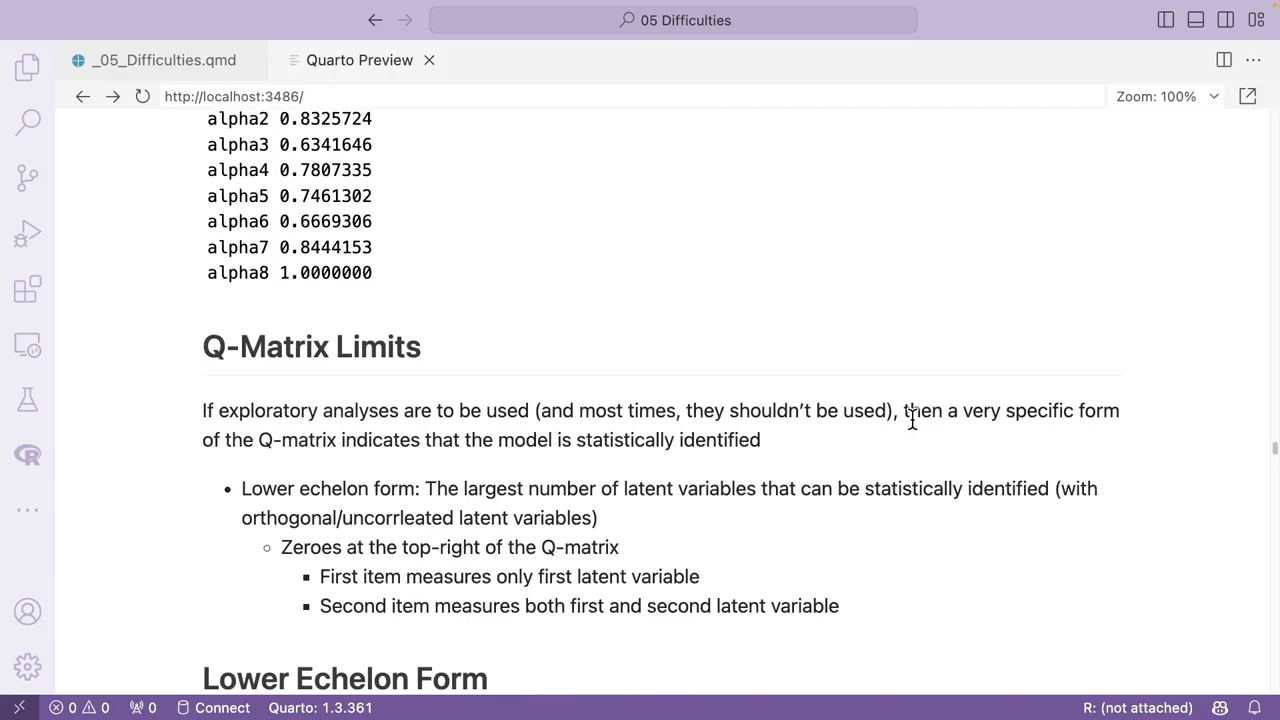 05 Difficulties
_05_Difficulties.qmd
Quarto Preview
http://localhost:3486/
Zoom: 100%
alpha2 0.8325724
alpha3 0.6341646
alpha4 0.7807335
alpha5 0.7461302
alpha6 0.6669306
alpha7 0.8444153
alpha8 1.0000000
Q-Matrix Limits
If exploratory analyses are to be used (and most times, they shouldn't be used), then a very specific form
of the Q-matrix indicates that the model is statistically identified
• Lower echelon form: The largest number of latent variables that can be statistically identified (with
orthogonal/uncorrleated latent variables)
◦ Zeroes at the top-right of the Q-matrix
▪ First item measures only first latent variable
▪ Second item measures both first and second latent variable
Lower Echelon Form
0 0 0 Connect Quarto: 1.3.361 R: (not attached)